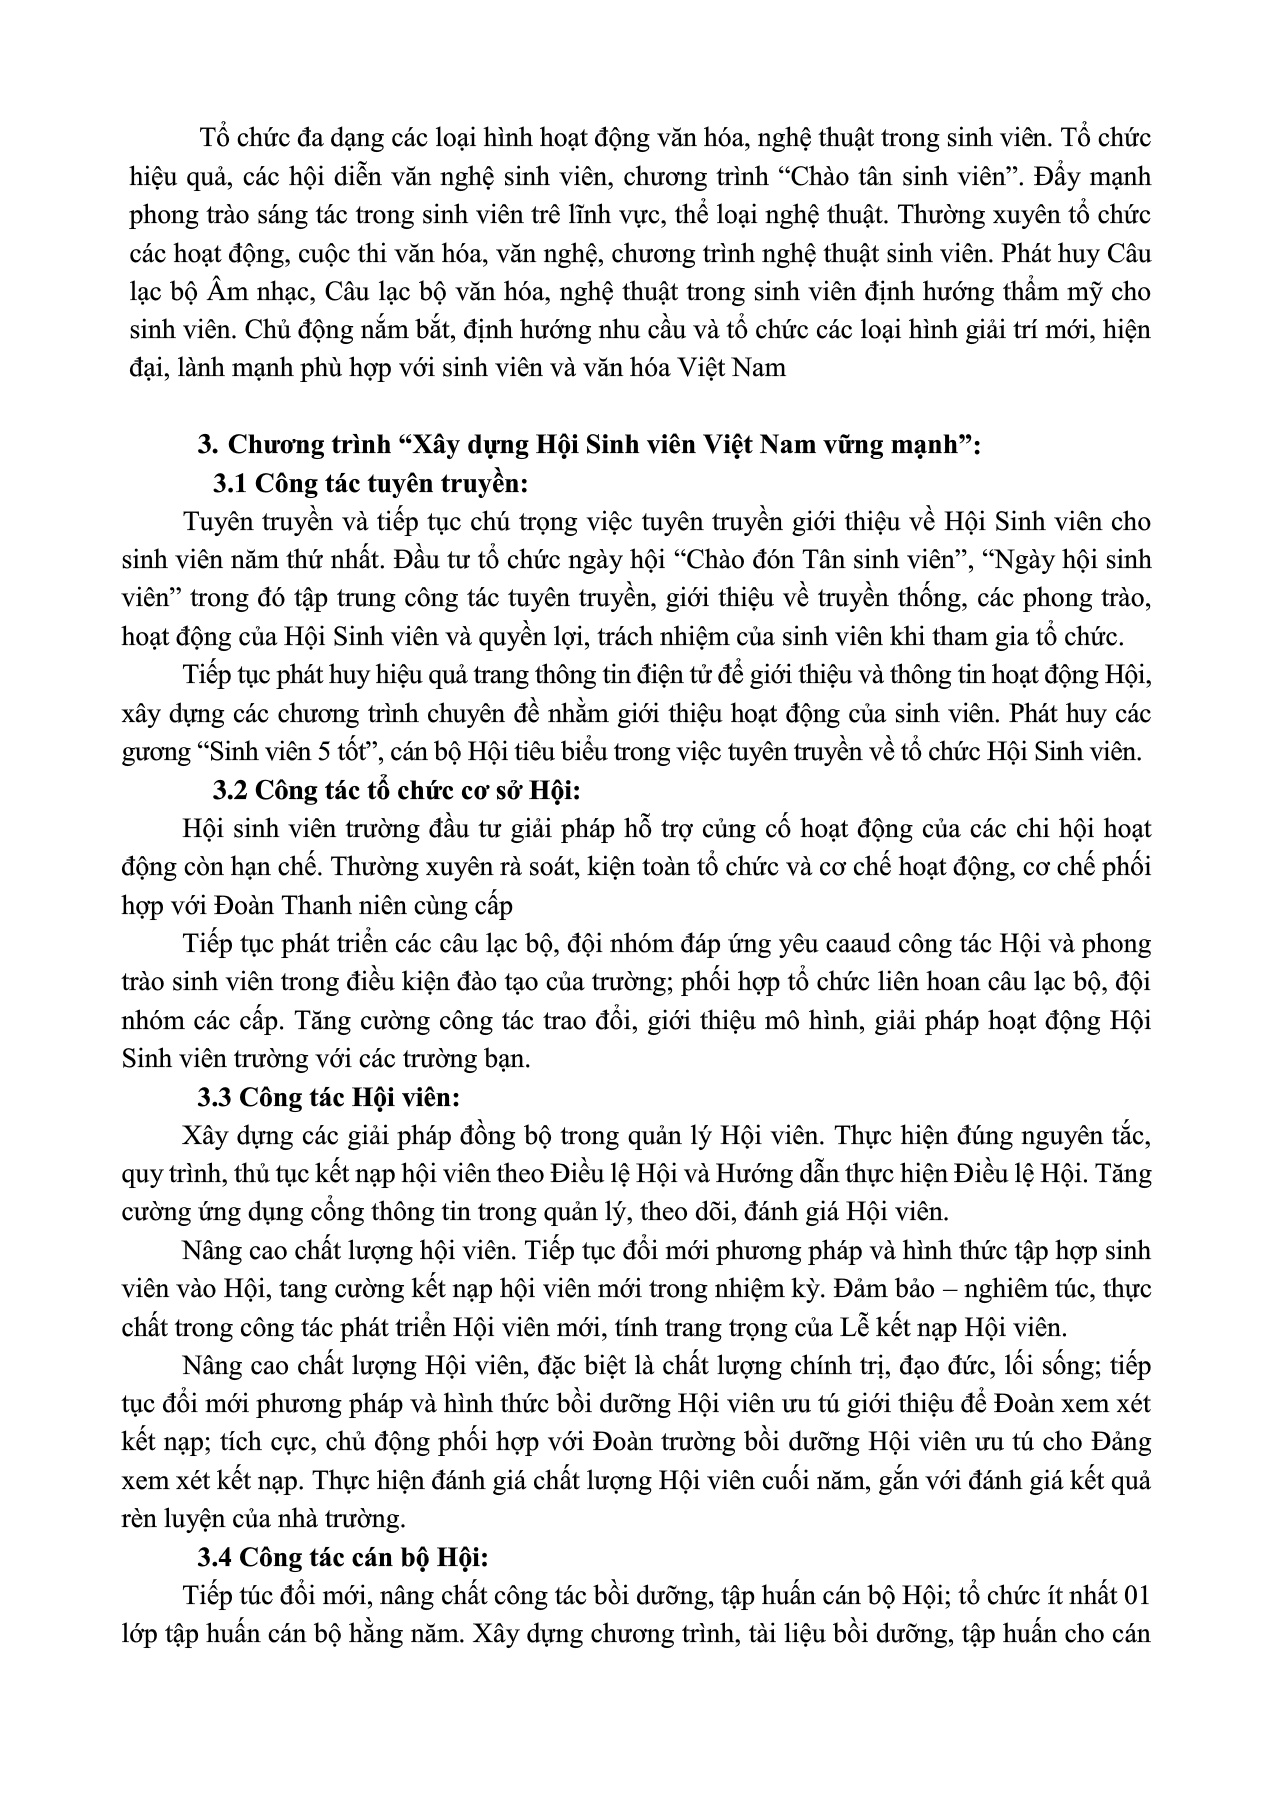 Tổ chức đa dạng các loại hình hoạt động văn hóa, nghệ thuật trong sinh viên. Tổ chức
hiệu quả, các hội diễn văn nghệ sinh viên, chương trình “Chào tân sinh viên”. Đẩy mạnh
phong trào sáng tác trong sinh viên trê lĩnh vực, thể loại nghệ thuật. Thường xuyên tổ chức
các hoạt động, cuộc thi văn hóa, văn nghệ, chương trình nghệ thuật sinh viên. Phát huy Câu
lạc bộ Âm nhạc, Câu lạc bộ văn hóa, nghệ thuật trong sinh viên định hướng thẩm mỹ cho
sinh viên. Chủ động nắm bắt, định hướng nhu cầu và tổ chức các loại hình giải trí mới, hiện
đại, lành mạnh phù hợp với sinh viên và văn hóa Việt Nam
3. Chương trình “Xây dựng Hội Sinh viên Việt Nam vững mạnh”:
3.1 Công tác tuyên truyền:
Tuyên truyền và tiếp tục chú trọng việc tuyên truyền giới thiệu về Hội Sinh viên cho
sinh viên năm thứ nhất. Đầu tư tổ chức ngày hội “Chào đón Tân sinh viên”, “Ngày hội sinh
viên” trong đó tập trung công tác tuyên truyền, giới thiệu về truyền thống, các phong trào,
hoạt động của Hội Sinh viên và quyền lợi, trách nhiệm của sinh viên khi tham gia tổ chức.
Tiếp tục phát huy hiệu quả trang thông tin điện tử để giới thiệu và thông tin hoạt động Hội,
xây dựng các chương trình chuyên đề nhằm giới thiệu hoạt động của sinh viên. Phát huy các
gương “Sinh viên 5 tốt”, cán bộ Hội tiêu biểu trong việc tuyên truyền về tổ chức Hội Sinh viên.
3.2 Công tác tổ chức cơ sở Hội:
Hội sinh viên trường đầu tư giải pháp hỗ trợ củng cố hoạt động của các chi hội hoạt
động còn hạn chế. Thường xuyên rà soát, kiện toàn tổ chức và cơ chế hoạt động, cơ chế phối
hợp với Đoàn Thanh niên cùng cấp
Tiếp tục phát triển các câu lạc bộ, đội nhóm đáp ứng yêu caaud công tác Hội và phong
trào sinh viên trong điều kiện đào tạo của trường; phối hợp tổ chức liên hoan câu lạc bộ, đội
nhóm các cấp. Tăng cường công tác trao đổi, giới thiệu mô hình, giải pháp hoạt động Hội
Sinh viên trường với các trường bạn.
3.3 Công tác Hội viên:
Xây dựng các giải pháp đồng bộ trong quản lý Hội viên. Thực hiện đúng nguyên tắc,
quy trình, thủ tục kết nạp hội viên theo Điều lệ Hội và Hướng dẫn thực hiện Điều lệ Hội. Tăng
cường ứng dụng cổng thông tin trong quản lý, theo dõi, đánh giá Hội viên.
Nâng cao chất lượng hội viên. Tiếp tục đổi mới phương pháp và hình thức tập hợp sinh
viên vào Hội, tang cường kết nạp hội viên mới trong nhiệm kỳ. Đảm bảo – nghiêm túc, thực
chất trong công tác phát triển Hội viên mới, tính trang trọng của Lễ kết nạp Hội viên.
Nâng cao chất lượng Hội viên, đặc biệt là chất lượng chính trị, đạo đức, lối sống; tiếp
tục đổi mới phương pháp và hình thức bồi dưỡng Hội viên ưu tú giới thiệu để Đoàn xem xét
kết nạp; tích cực, chủ động phối hợp với Đoàn trường bồi dưỡng Hội viên ưu tú cho Đảng
xem xét kết nạp. Thực hiện đánh giá chất lượng Hội viên cuối năm, gắn với đánh giá kết quả
rèn luyện của nhà trường.
3.4 Công tác cán bộ Hội:
Tiếp túc đổi mới, nâng chất công tác bồi dưỡng, tập huấn cán bộ Hội; tổ chức ít nhất 01
lớp tập huấn cán bộ hằng năm. Xây dựng chương trình, tài liệu bồi dưỡng, tập huấn cho cán